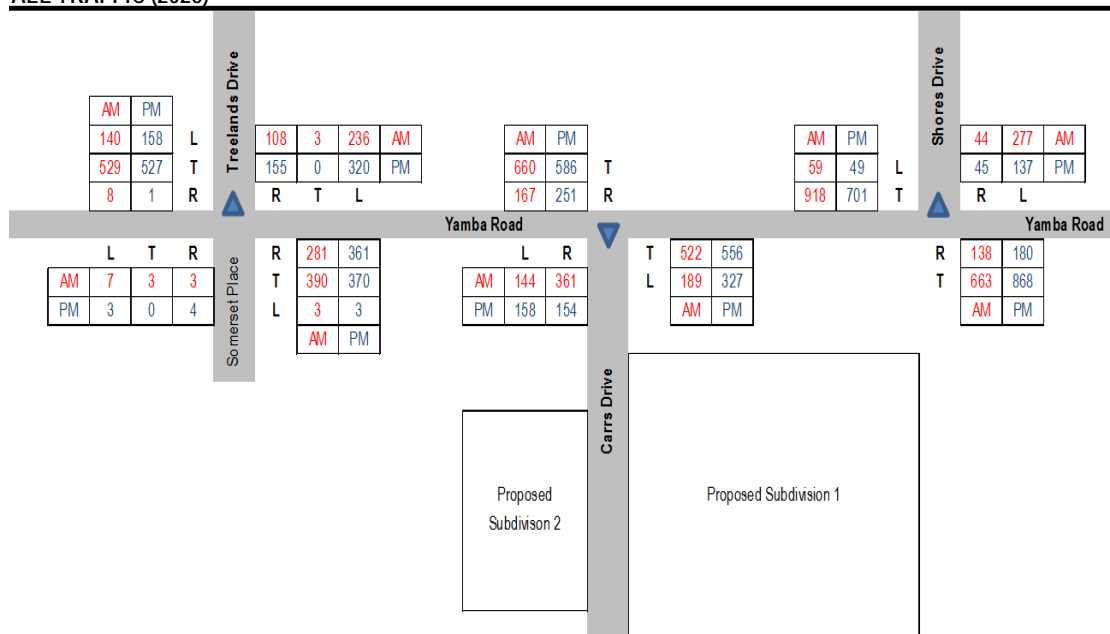 AM PM
140 158 L
529 527 T
8 1 R
Treelands Drive
108 3 236 AM
155 0 320 PM
R T L
AM PM
660 586 T
167 251 R
AM PM
59 49 L
918 701 T
Shores Drive
44 277 AM
45 137 PM
R L
Yamba Road
Yamba Road
L T R
AM 7 3 3
PM 3 0 4
Somerset Place
R 281 361
T 390 370
L 3 3
AM PM
L R
AM 144 361
PM 158 154
T 522 556
L 189 327
AM PM
R 138 180
T 663 868
AM PM
Carrs Drive
Proposed
Subdivison 2
Proposed Subdivision 1